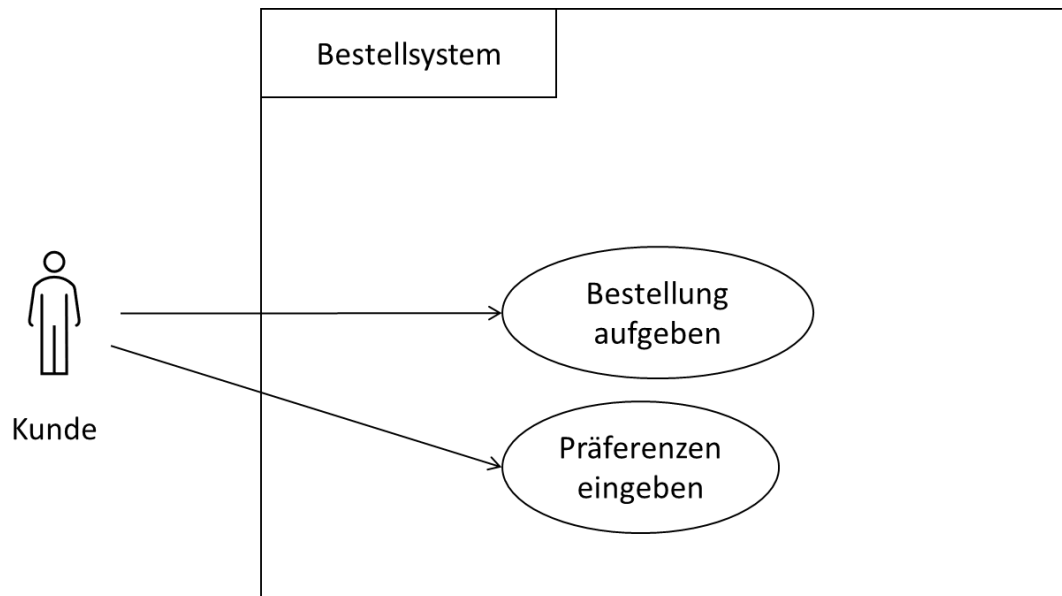 Bestellsystem
Bestellung
aufgeben
Kunde
Präferenzen
eingeben